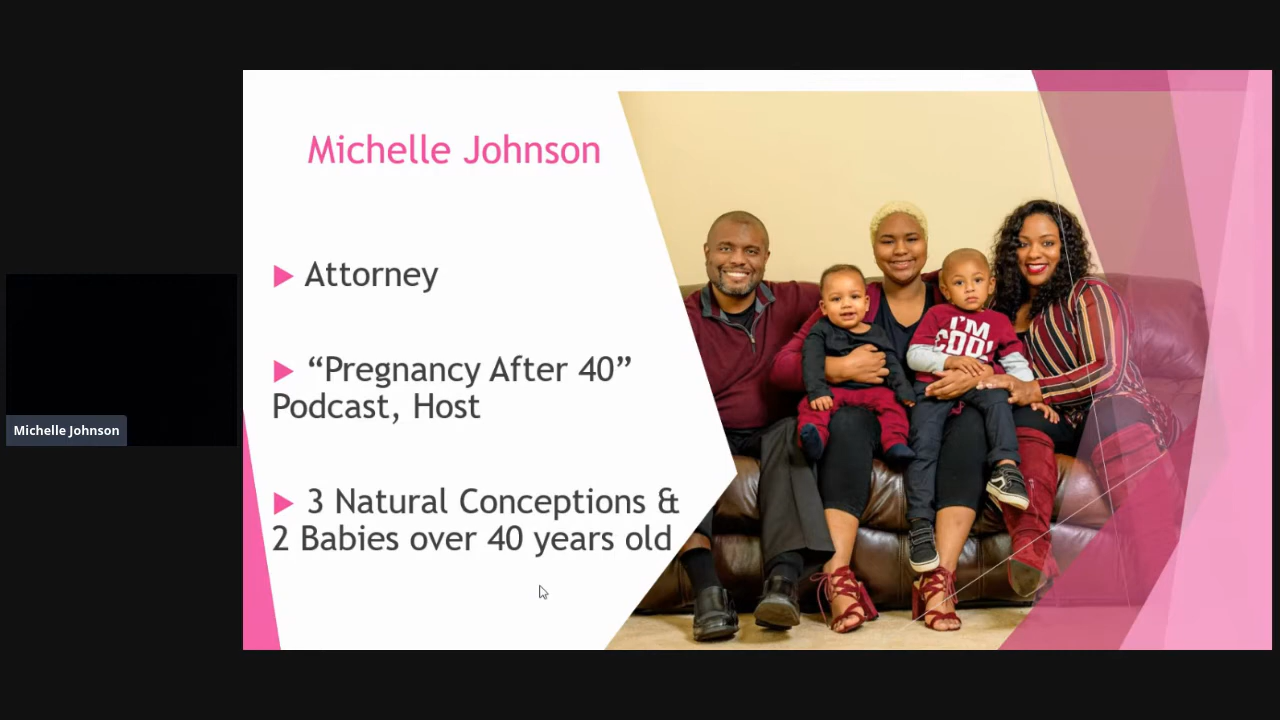 Michelle Johnson
Attorney
“Pregnancy After 40”
Podcast, Host
3 Natural Conceptions &
2 Babies over 40 years old
I'M
COOL
Michelle Johnson